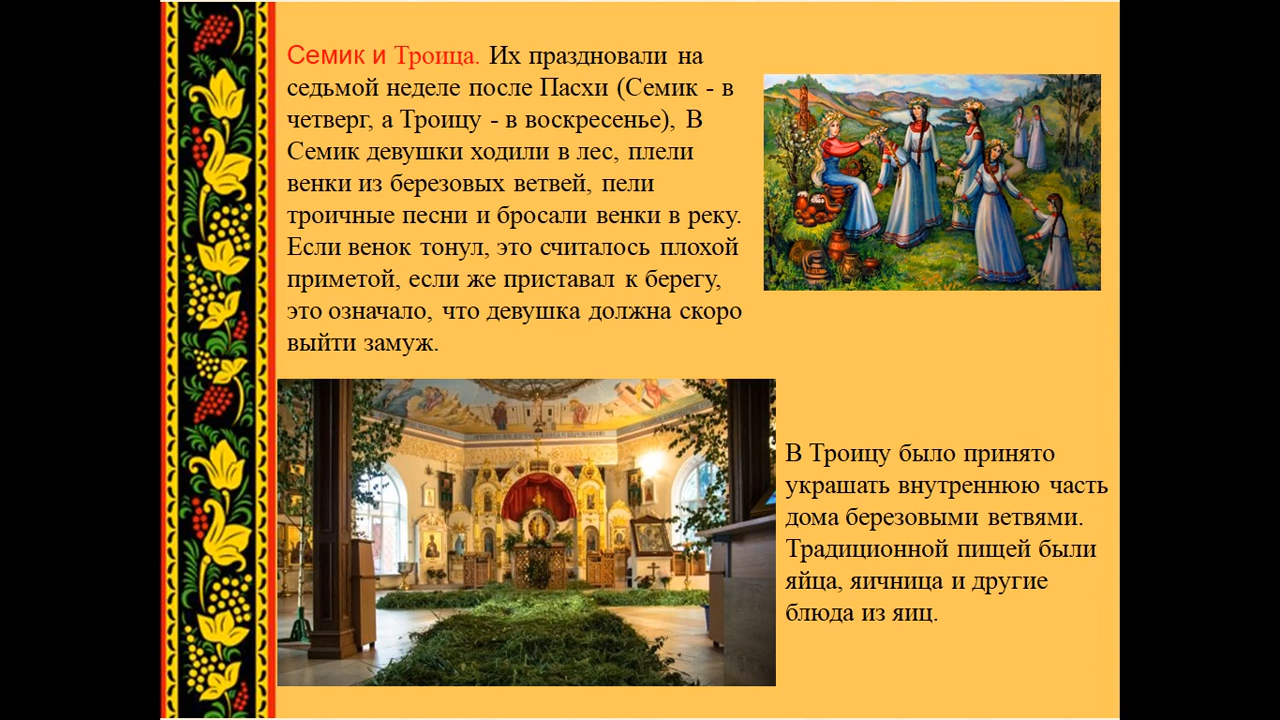 Семик и Троица. Их праздновали на
седьмой неделе после Пасхи (Семик - в
четверг, а Троицу - в воскресенье), В
Семик девушки ходили в лес, плели
венки из березовых ветвей, пели
троичные песни и бросали венки в реку.
Если венок тонул, это считалось плохой
приметой, если же приставал к берегу,
это означало, что девушка должна скоро
выйти замуж.
В Троицу было принято
украшать внутреннюю часть
дома березовыми ветвями.
Традиционной пищей были
яйца, яичница и другие
блюда из яиц.